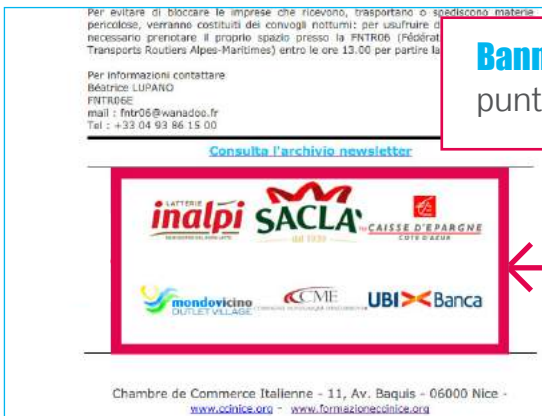 Per evitare di bloccare le imprese che ricevono, trasportano o spediscono materie
pericolose, verranno costituiti dei convogli notturni: per usufruire d
necessario prenotare il proprio spazio presso la FNTR06 (Fédérat
Transports Routiers Alpes-Maritimes) entro le ore 13.00 per partire la
Per informazioni contattare
Béatrice LUPANO
FNTR06E
mail : fntr06@wanadoo.fr
Tel : +33 04 93 86 15 00
Bann
punt
Consulta l'archivio newsletter
LATTERIE
inalpi
SACLA'
dal 1939
CAISSE D'EPARGNE
COTE D'AZUR
mondovicino
OUTLET VILLAGE
CCME
UBI Banca
Chambre de Commerce Italienne - 11, Av. Baquis - 06000 Nice -
www.ccinice.org - www.formazioneccinice.org